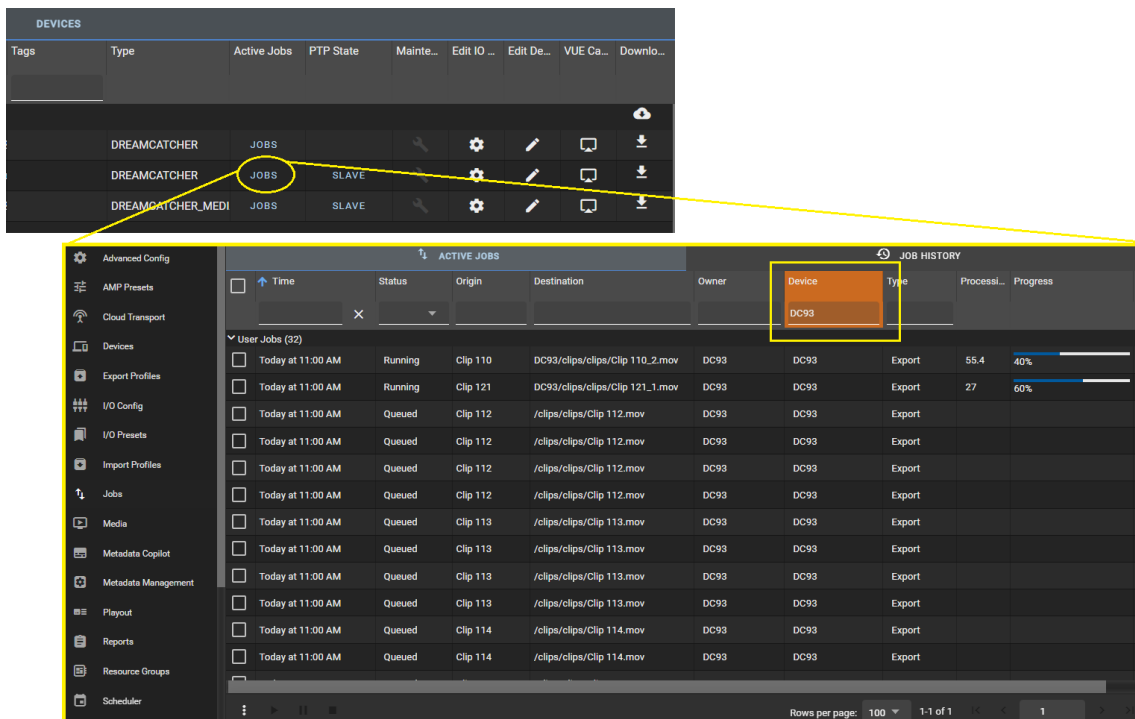 DEVICES
Tags Type Active Jobs PTP State Mainte... Edit IO ... Edit De... VUE Ca... Downlo...
DREAMCATCHER JOBS
DREAMCATCHER JOBS SLAVE
DREAMCATCHER_MEDI JOBS SLAVE
Advanced Config
AMP Presets
Cloud Transport
Devices
Export Profiles
I/O Config
I/O Presets
Import Profiles
Jobs
Media
Metadata Copilot
Metadata Management
Playout
Reports
Resource Groups
Scheduler
ACTIVE JOBS JOB HISTORY
Time Status Origin Destination Owner Device Type Processi... Progress
DC93
User Jobs (32)
Today at 11:00 AM Running Clip 110 DC93/clips/clips/Clip 110_2.mov DC93 DC93 Export 55.4 40%
Today at 11:00 AM Running Clip 121 DC93/clips/clips/Clip 121_1.mov DC93 DC93 Export 27 60%
Today at 11:00 AM Queued Clip 112 /clips/clips/Clip 112.mov DC93 DC93 Export
Today at 11:00 AM Queued Clip 112 /clips/clips/Clip 112.mov DC93 DC93 Export
Today at 11:00 AM Queued Clip 112 /clips/clips/Clip 112.mov DC93 DC93 Export
Today at 11:00 AM Queued Clip 112 /clips/clips/Clip 112.mov DC93 DC93 Export
Today at 11:00 AM Queued Clip 113 /clips/clips/Clip 113.mov DC93 DC93 Export
Today at 11:00 AM Queued Clip 113 /clips/clips/Clip 113.mov DC93 DC93 Export
Today at 11:00 AM Queued Clip 113 /clips/clips/Clip 113.mov DC93 DC93 Export
Today at 11:00 AM Queued Clip 113 /clips/clips/Clip 113.mov DC93 DC93 Export
Today at 11:00 AM Queued Clip 114 /clips/clips/Clip 114.mov DC93 DC93 Export
Today at 11:00 AM Queued Clip 114 /clips/clips/Clip 114.mov DC93 DC93 Export
Rows per page: 100 1-1 of 1 1